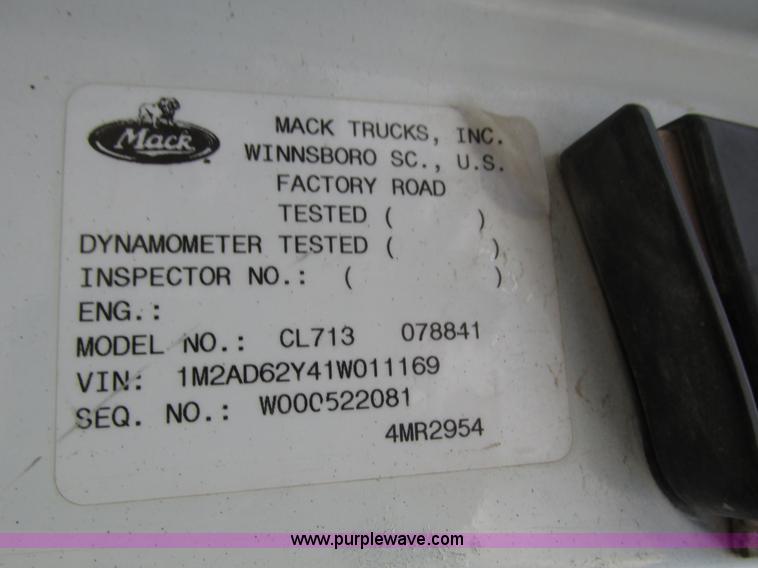 Mack
MACK TRUCKS, INC.
WINNSBORO SC., U.S.
FACTORY ROAD
TESTED ( )
DYNAMOMETER TESTED ( )
INSPECTOR NO.: ( )
ENG.:
MODEL NO.: CL713 078841
VIN: 1M2AD62Y41W011169
SEQ. NO.: W000522081
4MR2954
www.purplewave.com